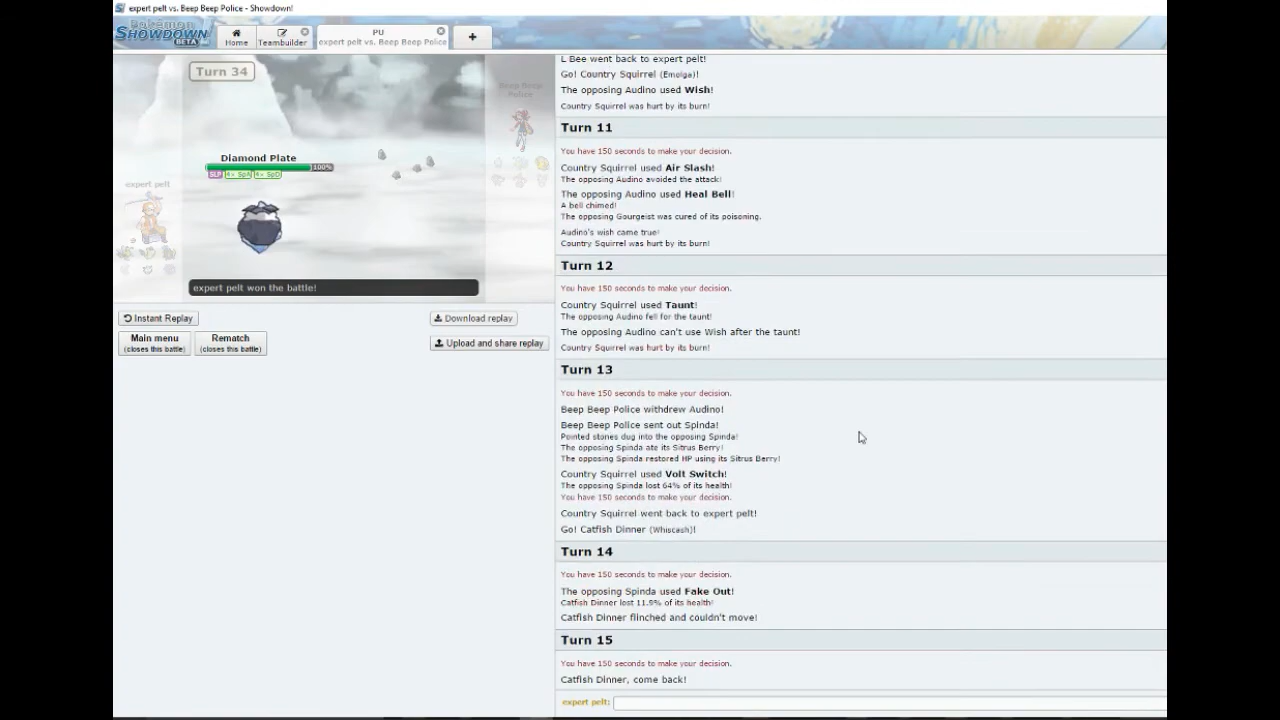 expert pelt vs. Beep Beep Police - Showdown!
Pokémon
SHOWDOWN
BETA
Home
Teambuilder
PU
expert pelt vs. Beep Beep Police
+
Turn 34
Beep Beep
Police
Diamond Plate
100%
SLP 4× SpA 4× SpD
expert pelt
expert pelt won the battle!
Instant Replay
Download replay
Main menu
(closes this battle)
Rematch
(closes this battle)
Upload and share replay
L Bee went back to expert pelt!
Go! Country Squirrel (Emolga)!
The opposing Audino used Wish!
Country Squirrel was hurt by its burn!
Turn 11
You have 150 seconds to make your decision.
Country Squirrel used Air Slash!
The opposing Audino avoided the attack!
The opposing Audino used Heal Bell!
A bell chimed!
The opposing Gourgeist was cured of its poisoning.
Audino's wish came true!
Country Squirrel was hurt by its burn!
Turn 12
You have 150 seconds to make your decision.
Country Squirrel used Taunt!
The opposing Audino fell for the taunt!
The opposing Audino can't use Wish after the taunt!
Country Squirrel was hurt by its burn!
Turn 13
You have 150 seconds to make your decision.
Beep Beep Police withdrew Audino!
Beep Beep Police sent out Spinda!
Pointed stones dug into the opposing Spinda!
The opposing Spinda ate its Sitrus Berry!
The opposing Spinda restored HP using its Sitrus Berry!
Country Squirrel used Volt Switch!
The opposing Spinda lost 64% of its health!
You have 150 seconds to make your decision.
Country Squirrel went back to expert pelt!
Go! Catfish Dinner (Whiscash)!
Turn 14
You have 150 seconds to make your decision.
The opposing Spinda used Fake Out!
Catfish Dinner lost 11.9% of its health!
Catfish Dinner flinched and couldn't move!
Turn 15
You have 150 seconds to make your decision.
Catfish Dinner, come back!
expert pelt: